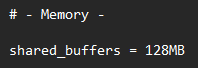 # - Memory -
shared_buffers = 128MB